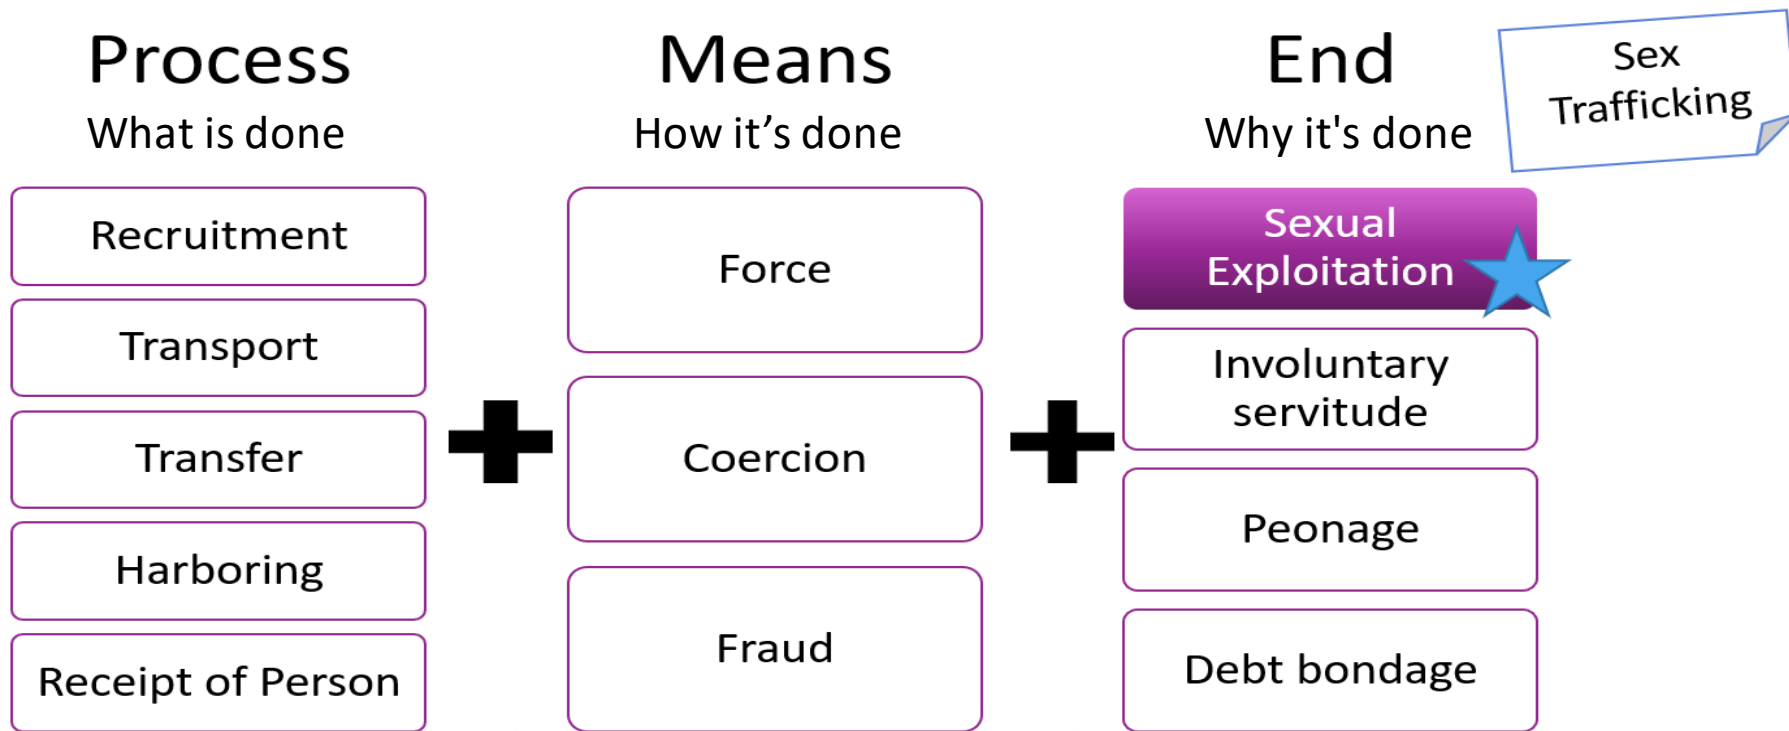 Process
What is done
Recruitment
Transport
Transfer
Harboring
Receipt of Person
Means
How it’s done
Force
Coercion
Fraud
End
Why it's done
Sexual
Exploitation
Involuntary
servitude
Peonage
Debt bondage
Sex
Trafficking